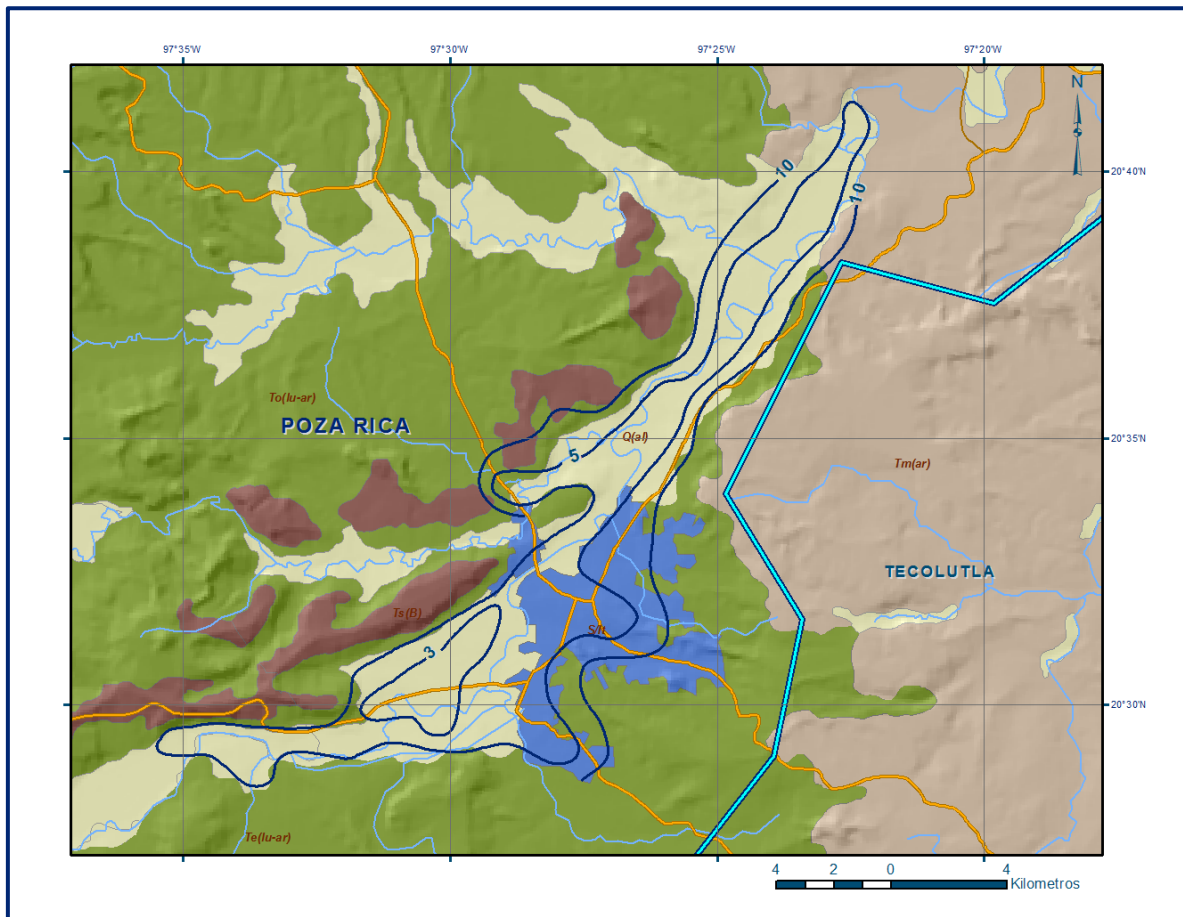 97°35'W 97°30'W 97°25'W 97°20'W
N
10
20°40'N
10
To(lu-ar)
POZA RICA
Q(al)
20°35'N
5
Tm(ar)
TECOLUTLA
Ts(B)
S/I
3
20°30'N
Te(lu-ar)
4 2 0 4
Kilometros